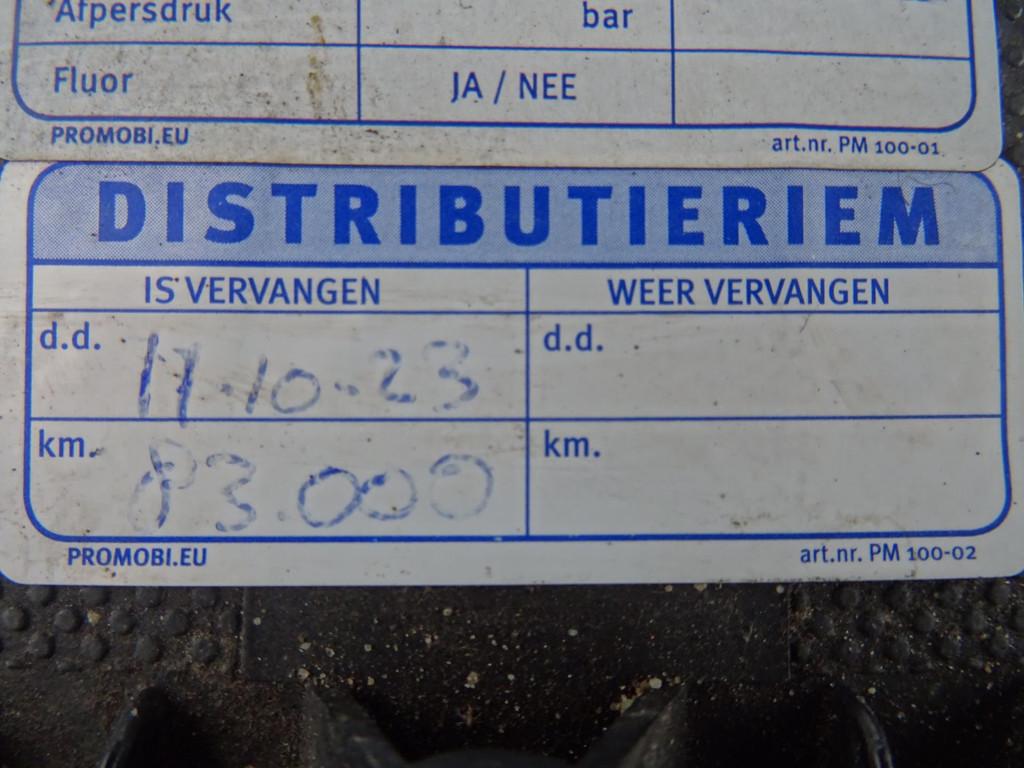 Afpersdruk bar
Fluor JA / NEE
PROMOBI.EU art.nr. PM 100-01
DISTRIBUTIERIEM
IS VERVANGEN WEER VERVANGEN
d.d. 11-10-23 d.d.
km. 83.000 km.
PROMOBI.EU art.nr. PM 100-02